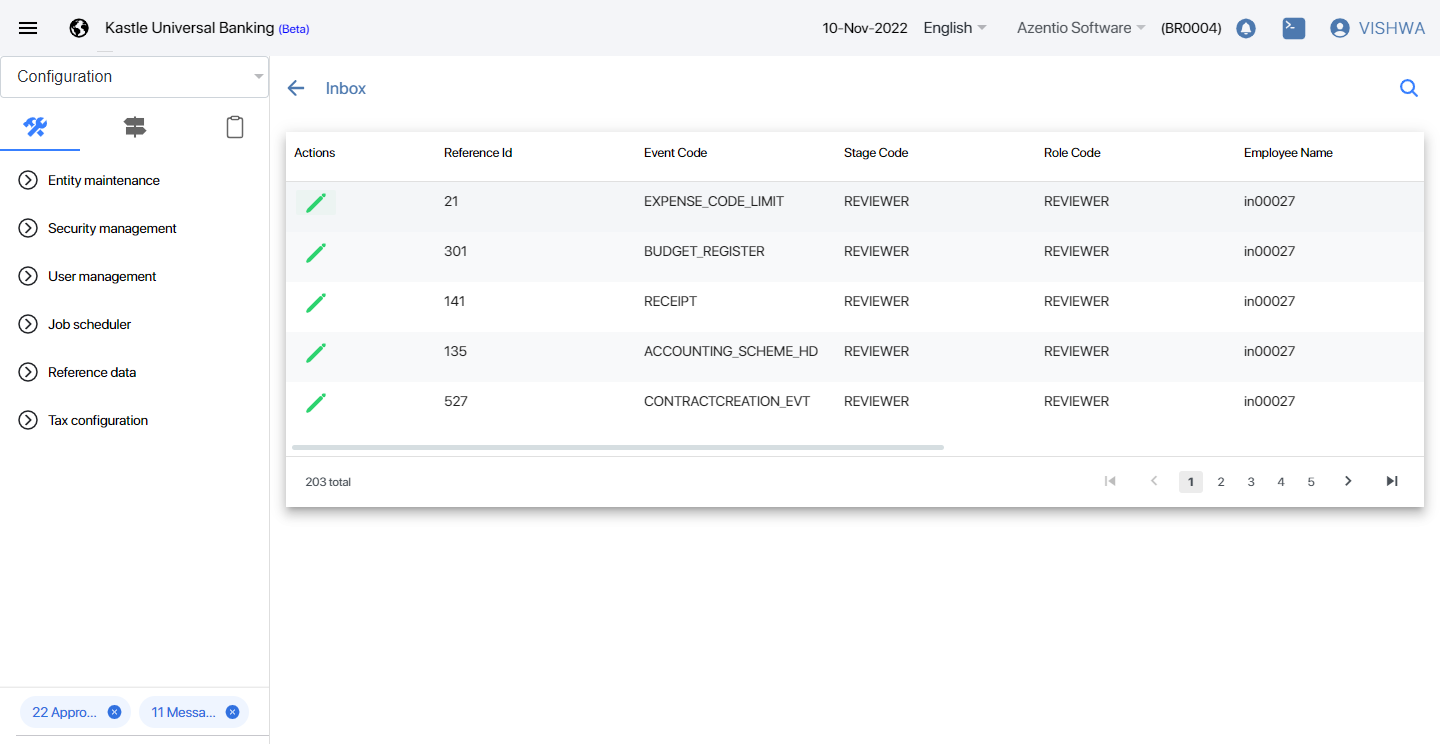 Kastle Universal Banking (Beta) 10-Nov-2022 English Azentio Software (BR0004) VISHWA
Configuration
Entity maintenance
Security management
User management
Job scheduler
Reference data
Tax configuration
22 Appro... 11 Messa...
Inbox
Actions Reference Id Event Code Stage Code Role Code Employee Name
21 EXPENSE_CODE_LIMIT REVIEWER REVIEWER in00027
301 BUDGET_REGISTER REVIEWER REVIEWER in00027
141 RECEIPT REVIEWER REVIEWER in00027
135 ACCOUNTING_SCHEME_HD REVIEWER REVIEWER in00027
527 CONTRACTCREATION_EVT REVIEWER REVIEWER in00027
203 total 1 2 3 4 5